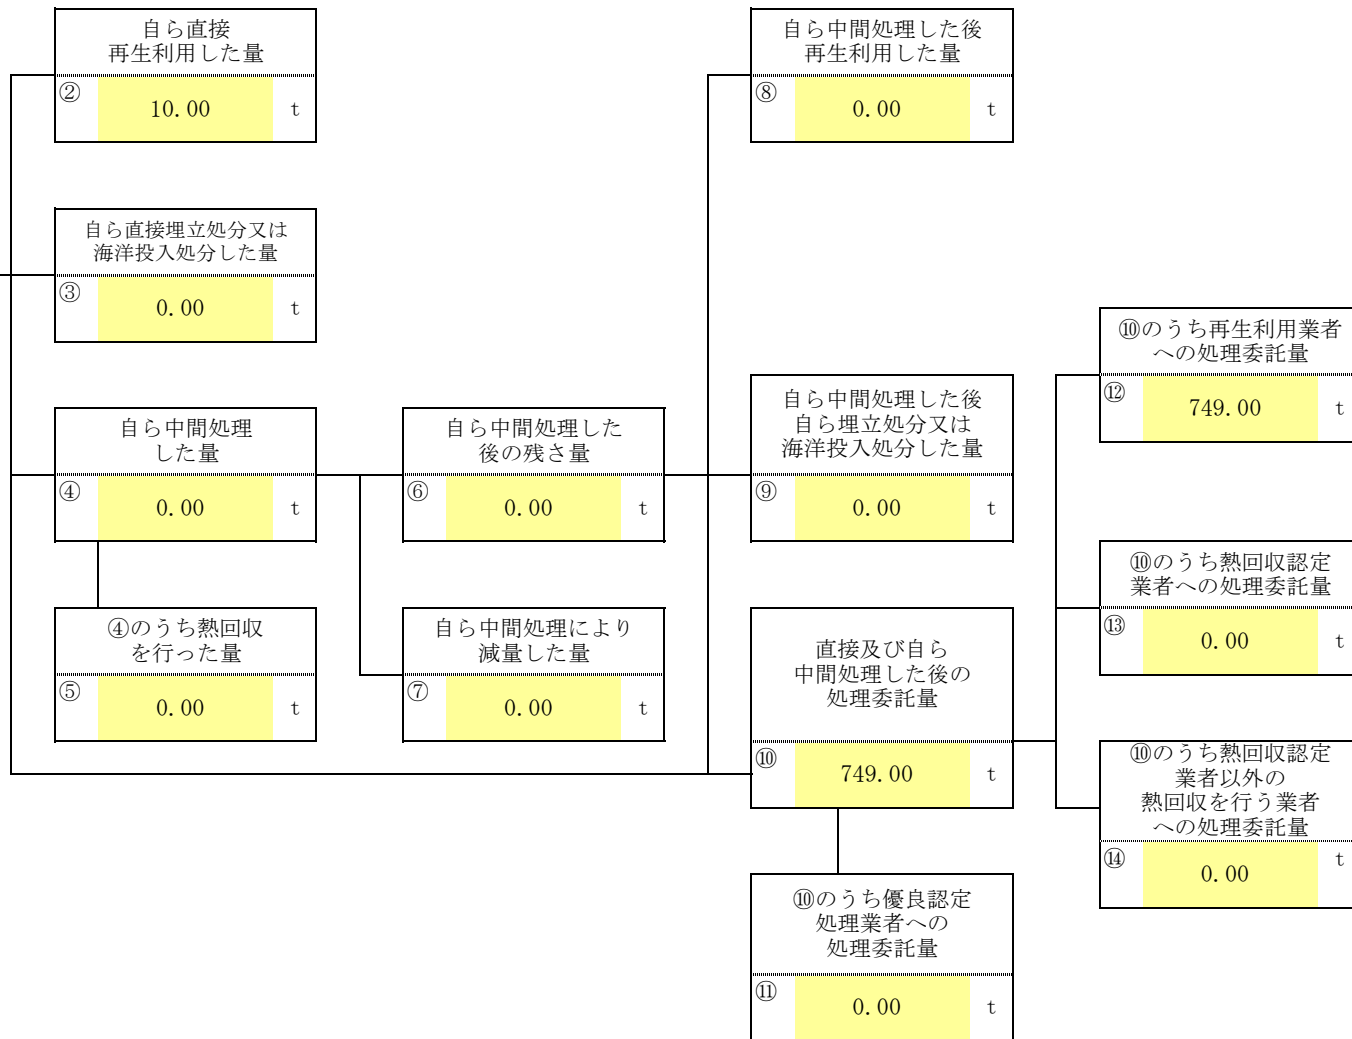 自ら直接
再生利用した量
② 10.00 t
自ら中間処理した後
再生利用した量
⑧ 0.00 t
自ら直接埋立処分又は
海洋投入処分した量
③ 0.00 t
⑩のうち再生利用業者
への処理委託量
⑫ 749.00 t
自ら中間処理
した量
④ 0.00 t
自ら中間処理した
後の残さ量
⑥ 0.00 t
自ら中間処理した後
自ら埋立処分又は
海洋投入処分した量
⑨ 0.00 t
⑩のうち熱回収認定
業者への処理委託量
⑬ 0.00 t
④のうち熱回収
を行った量
⑤ 0.00 t
自ら中間処理により
減量した量
⑦ 0.00 t
直接及び自ら
中間処理した後の
処理委託量
⑩ 749.00 t
⑩のうち熱回収認定
業者以外の
熱回収を行う業者
への処理委託量
⑭ 0.00 t
⑩のうち優良認定
処理業者への
処理委託量
⑪ 0.00 t